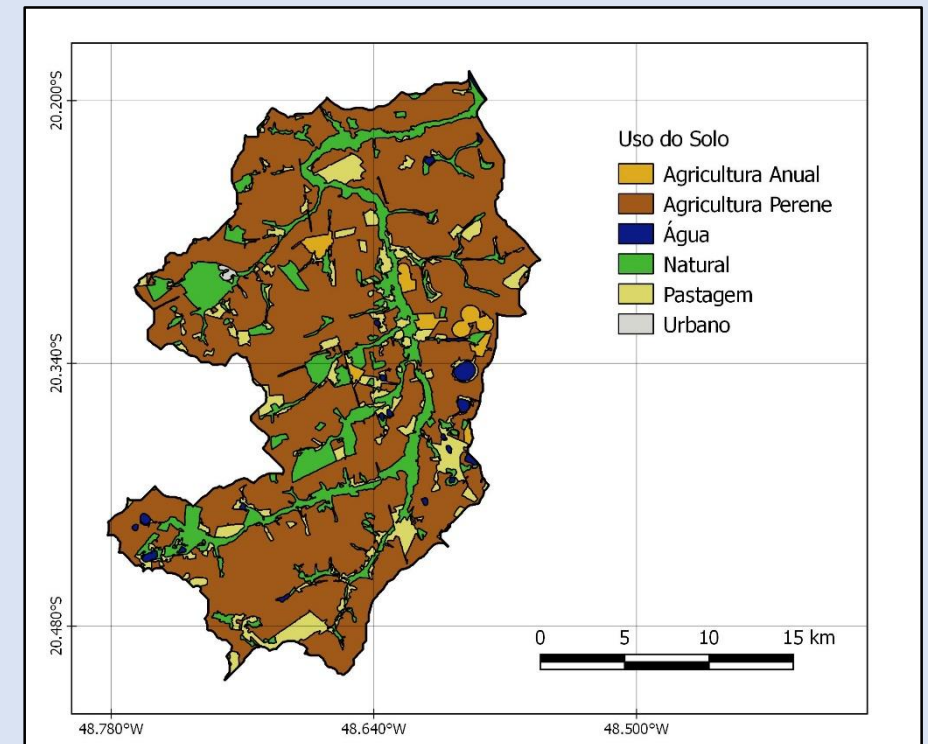 20.200°S
20.340°S
20.480°S
Uso do Solo
Agricultura Anual
Agricultura Perene
Água
Natural
Pastagem
Urbano
0 5 10 15 km
48.780°W 48.640°W 48.500°W